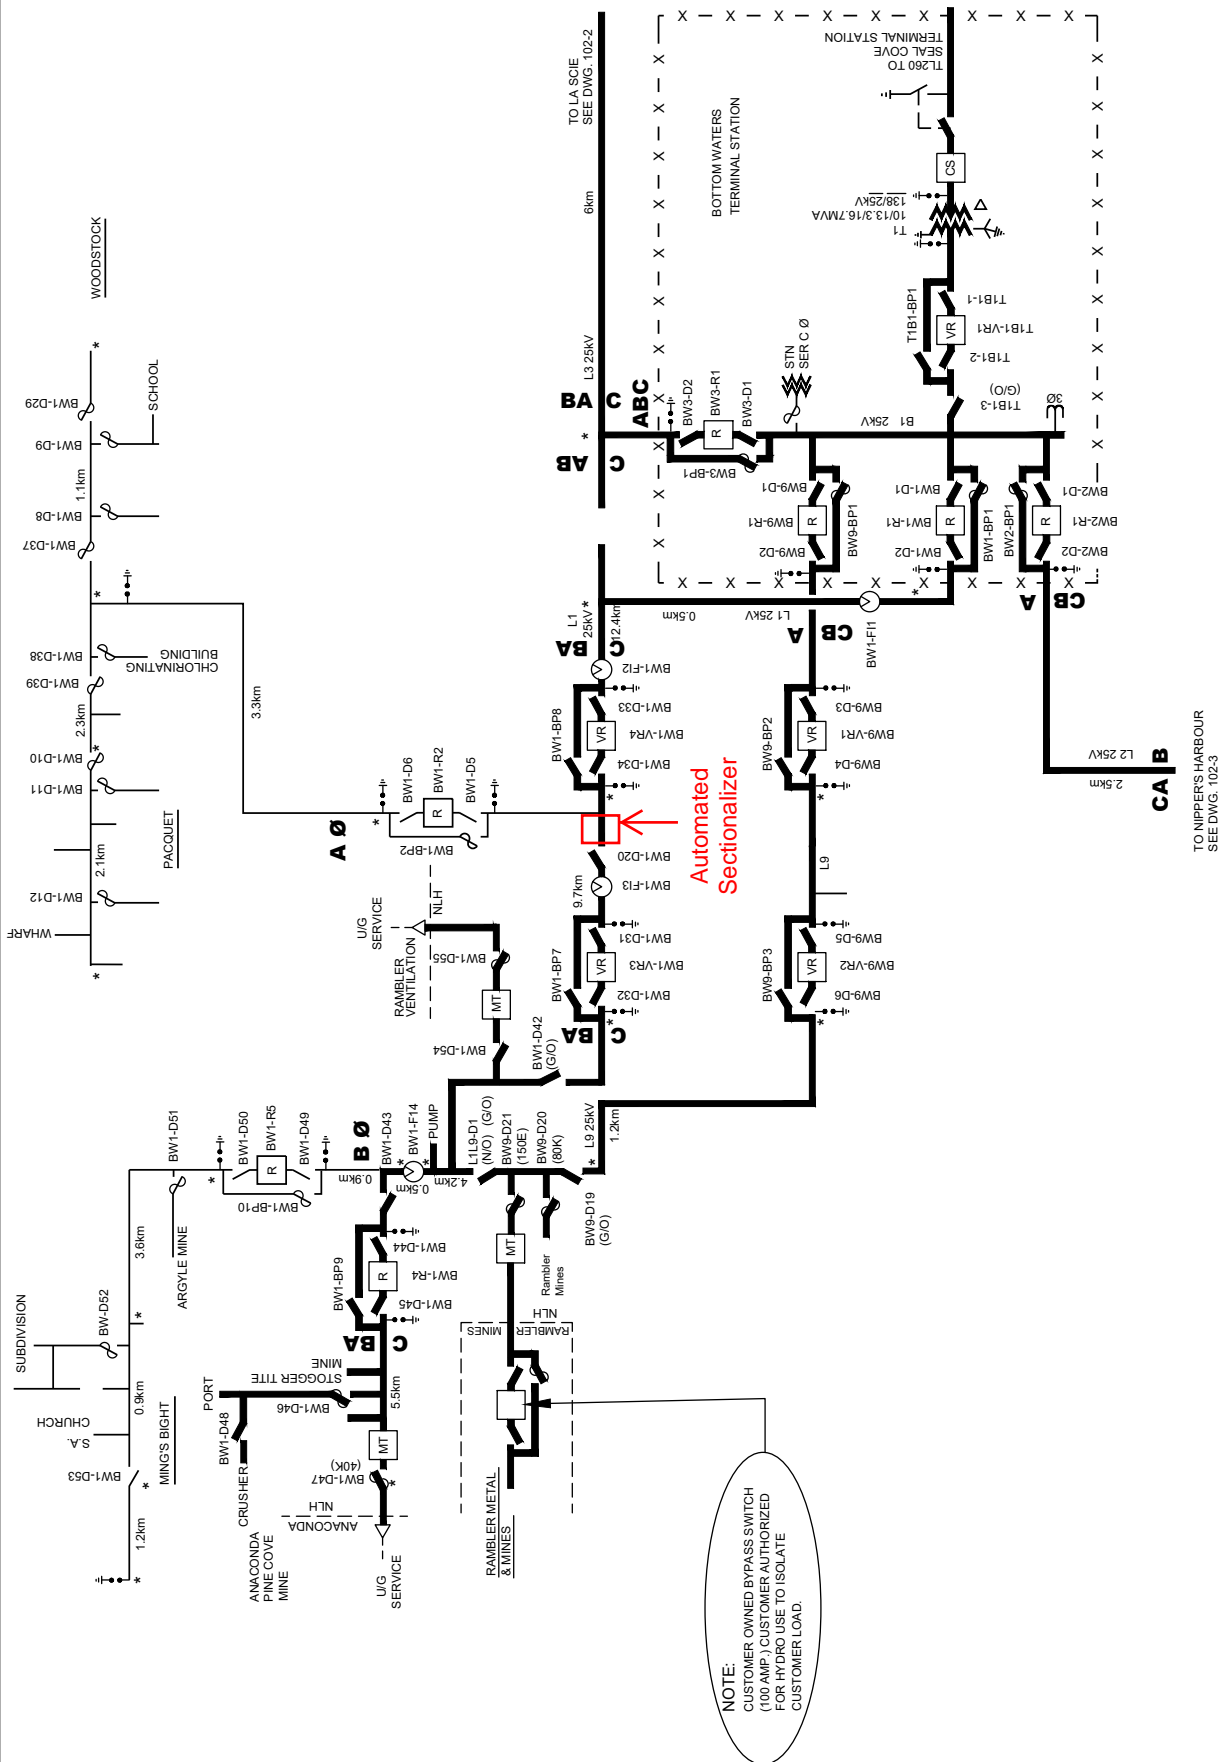 WOODSTOCK
BW1-D29
BW1-D9
SCHOOL
1.1km
BW1-D8
BW1-D37
CHLORINATING
BUILDING
BW1-D38
BW1-D39
2.3km
BW1-D10
BW1-D11
PACQUET
2.1km
BW1-D12
WHARF
3.3km
A Ø
BW1-D6
BW1-R2
R
BW1-D5
BW1-BP2
TO LA SCIE
SEE DWG. 102-2
6km
L3 25kV
BA
C
ABC
AB
C
BOTTOM WATERS
TERMINAL STATION
TL260 TO
SEAL COVE
TERMINAL STATION
CS
T1
10/13.3/16.7MVA
138/25kV
T1B1-BP1
T1B1-1
VR
T1B1-VR1
T1B1-2
T1B1-3
(G/O)
STN
SER C Ø
BW3-D2
BW3-R1
R
BW3-D1
BW3-BP1
B1 25kV
3Ø
BW9-D1
BW9-R1
R
BW9-D2
BW9-BP1
BW1-D1
BW1-R1
R
BW1-D2
BW1-BP1
BW2-BP1
BW2-D1
BW2-R1
R
BW2-D2
A
CB
L1
25kV
12.4km
BA
C
0.5km
L1 25kV
BW1-FI1
A
CB
BW1-FI2
BW1-BP8
BW1-D33
VR
BW1-VR4
BW1-D34
Automated
Sectionalizer
BW1-D20
BW1-FI3
9.7km
BW1-BP7
BW1-D31
VR
BW1-VR3
BW1-D32
BA
C
BW9-BP2
BW9-D3
VR
BW9-VR1
BW9-D4
L9
BW9-BP3
BW9-D5
VR
BW9-VR2
BW9-D6
L2 25kV
2.5km
CA
B
TO NIPPER'S HARBOUR
SEE DWG. 102-3
U/G
SERVICE
NLH
RAMBLER
VENTILATION
BW1-D55
MT
BW1-D54
BW1-D42
(G/O)
L9 25kV
1.2km
BW1-D51
ARGYLE MINE
BW1-D50
BW1-R5
R
BW1-D49
BW1-BP10
B Ø
0.9km
BW1-D43
BW1-F14
0.5km
PUMP
4.2km
L1L9-D1
(N/O) (G/O)
BW9-D21
(150E)
BW9-D20
(80K)
BW9-D19
(G/O)
MT
Rambler
Mines
3.6km
SUBDIVISION
BW-D52
0.9km
S.A.
CHURCH
MING'S BIGHT
BW1-D53
1.2km
BW1-BP9
BW1-D44
R
BW1-R4
BW1-D45
BA
C
STOGGER TITE
MINE
PORT
BW1-D46
5.5km
BW1-D48
CRUSHER
MT
BW1-D47
(40K)
NLH
ANACONDA
ANACONDA
PINE COVE
MINE
U/G
SERVICE
NLH
RAMBLER
MINES
RAMBLER METAL
& MINES
NOTE:
CUSTOMER OWNED BYPASS SWITCH
(100 AMP.) CUSTOMER AUTHORIZED
FOR HYDRO USE TO ISOLATE
CUSTOMER LOAD.